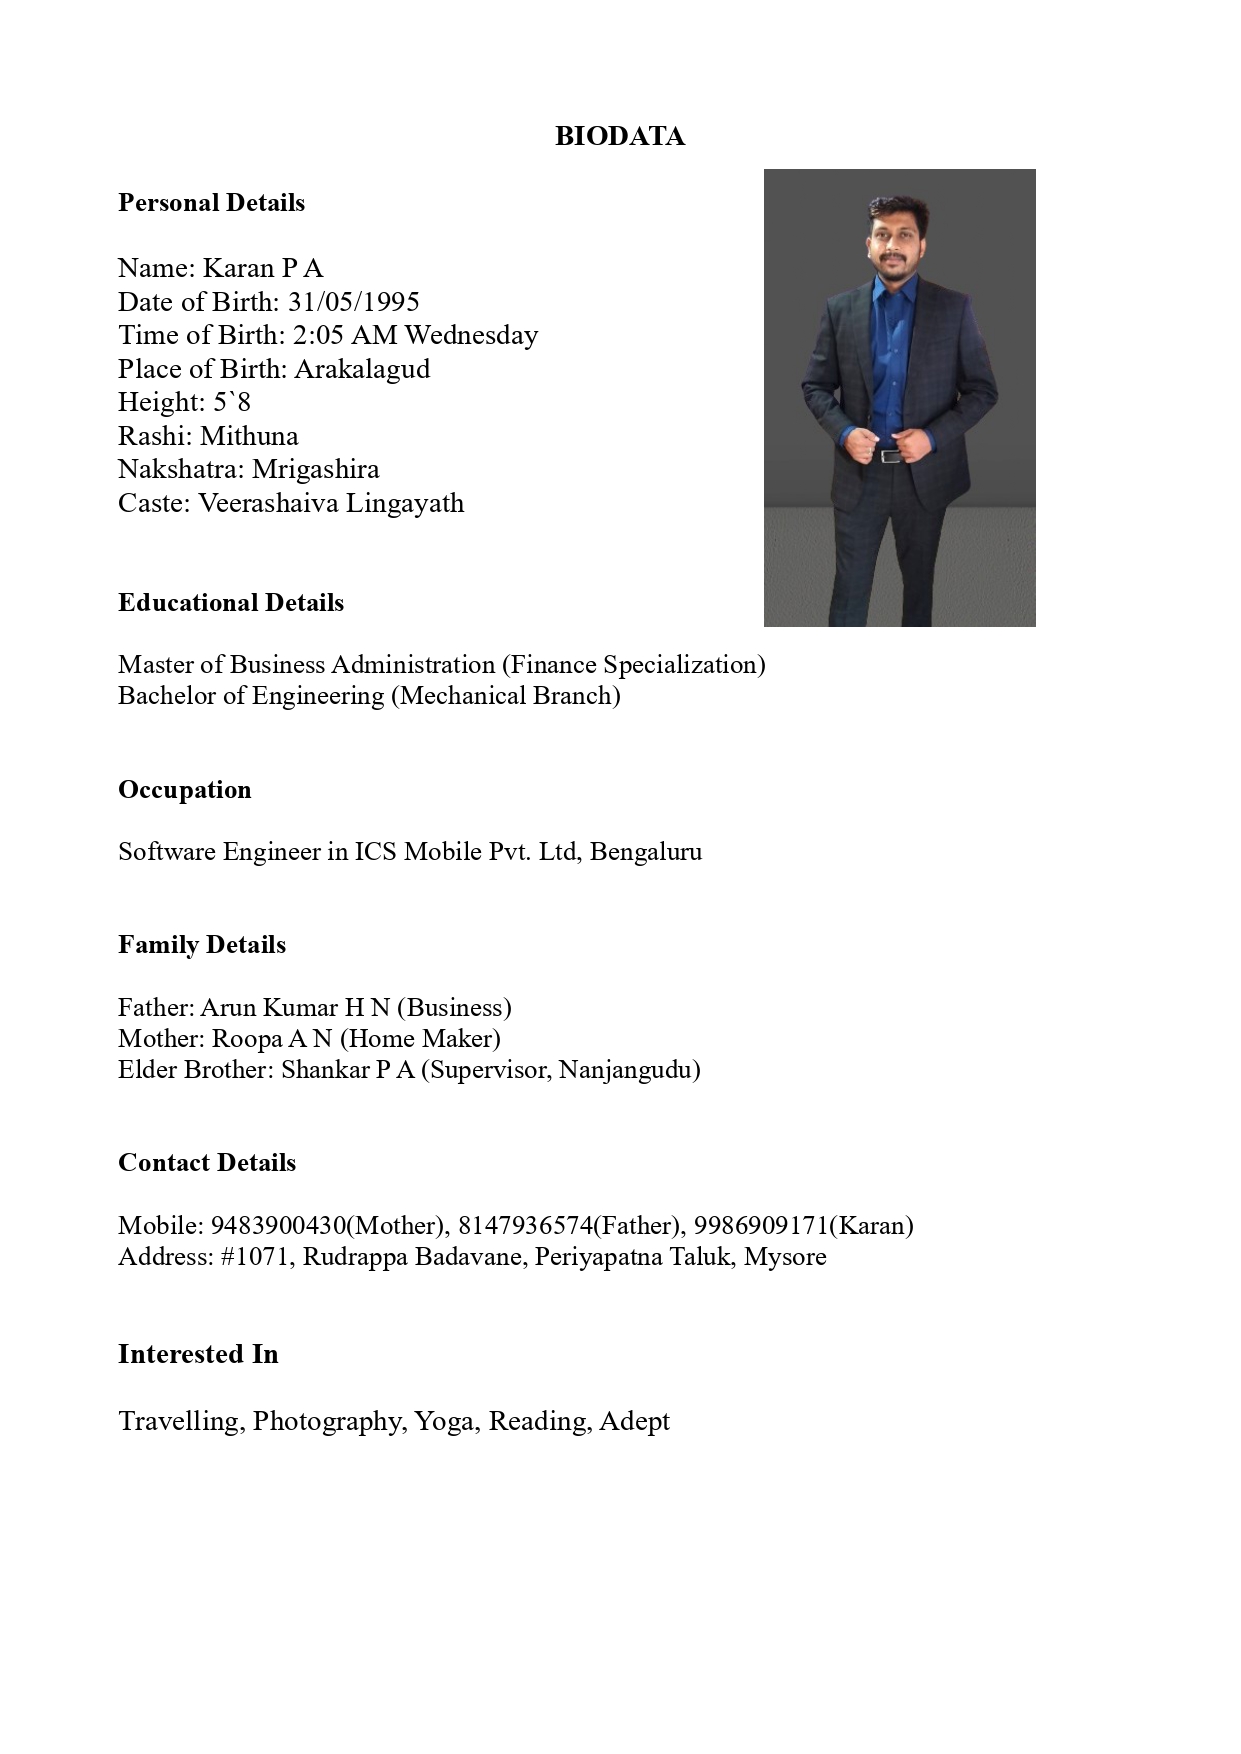 BIODATA
Personal Details
Name: Karan P A
Date of Birth: 31/05/1995
Time of Birth: 2:05 AM Wednesday
Place of Birth: Arakalagud
Height: 5`8
Rashi: Mithuna
Nakshatra: Mrigashira
Caste: Veerashaiva Lingayath
Educational Details
Master of Business Administration (Finance Specialization)
Bachelor of Engineering (Mechanical Branch)
Occupation
Software Engineer in ICS Mobile Pvt. Ltd, Bengaluru
Family Details
Father: Arun Kumar H N (Business)
Mother: Roopa A N (Home Maker)
Elder Brother: Shankar P A (Supervisor, Nanjangudu)
Contact Details
Mobile: 9483900430(Mother), 8147936574(Father), 9986909171(Karan)
Address: #1071, Rudrappa Badavane, Periyapatna Taluk, Mysore
Interested In
Travelling, Photography, Yoga, Reading, Adept